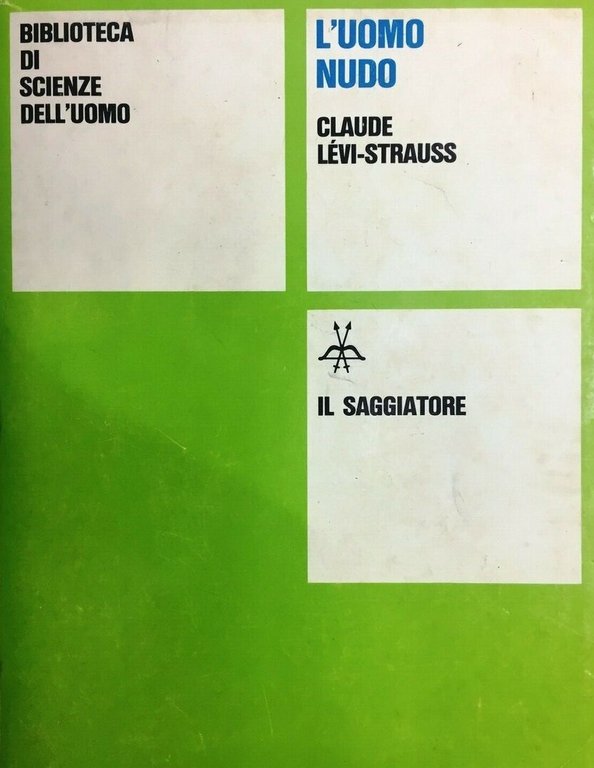 BIBLIOTECA
DI
SCIENZE
DELL'UOMO
L'UOMO
NUDO
CLAUDE
LÉVI-STRAUSS
IL SAGGIATORE